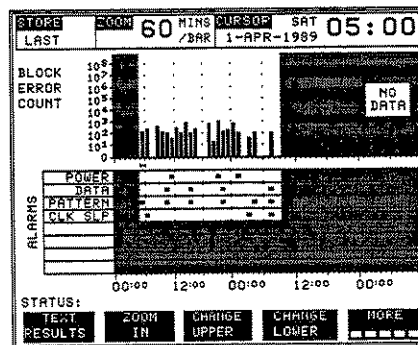 STORE ZOOM 60 MINS /BAR CURSOR SAT 05:00
LAST 1-APR-1989
BLOCK ERROR COUNT
10⁸
10⁷
10⁶
10⁵
10⁴
10³
10²
10¹
0
NO DATA
ALARMS
POWER
DATA
PATTERN
CLK SLP
00:00 12:00 00:00 12:00 00:00
STATUS:
TEXT RESULTS
ZOOM IN
CHANGE UPPER
CHANGE LOWER
MORE